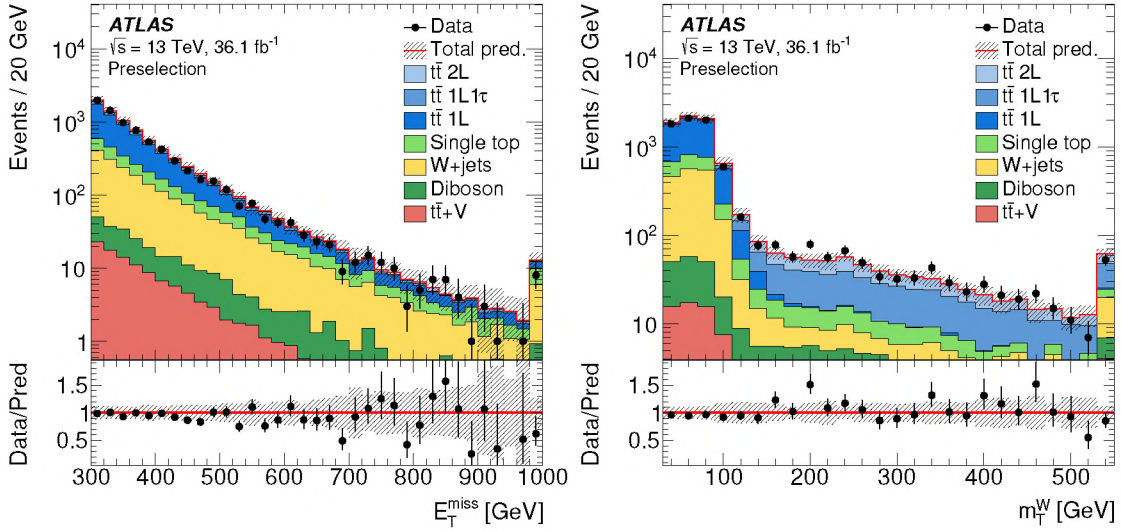 ATLAS
√s = 13 TeV, 36.1 fb⁻¹
Preselection
Data
Total pred.
tt̄ 2L
tt̄ 1L1τ
tt̄ 1L
Single top
W+jets
Diboson
tt̄+V
Events / 20 GeV
10⁴
10³
10²
10
1
Data/Pred
1.5
1
0.5
300 400 500 600 700 800 900 1000
E_T^miss [GeV]
ATLAS
√s = 13 TeV, 36.1 fb⁻¹
Preselection
Data
Total pred.
tt̄ 2L
tt̄ 1L1τ
tt̄ 1L
Single top
W+jets
Diboson
tt̄+V
Events / 20 GeV
10⁴
10³
10²
10
Data/Pred
1.5
1
0.5
100 200 300 400 500
m_T^W [GeV]